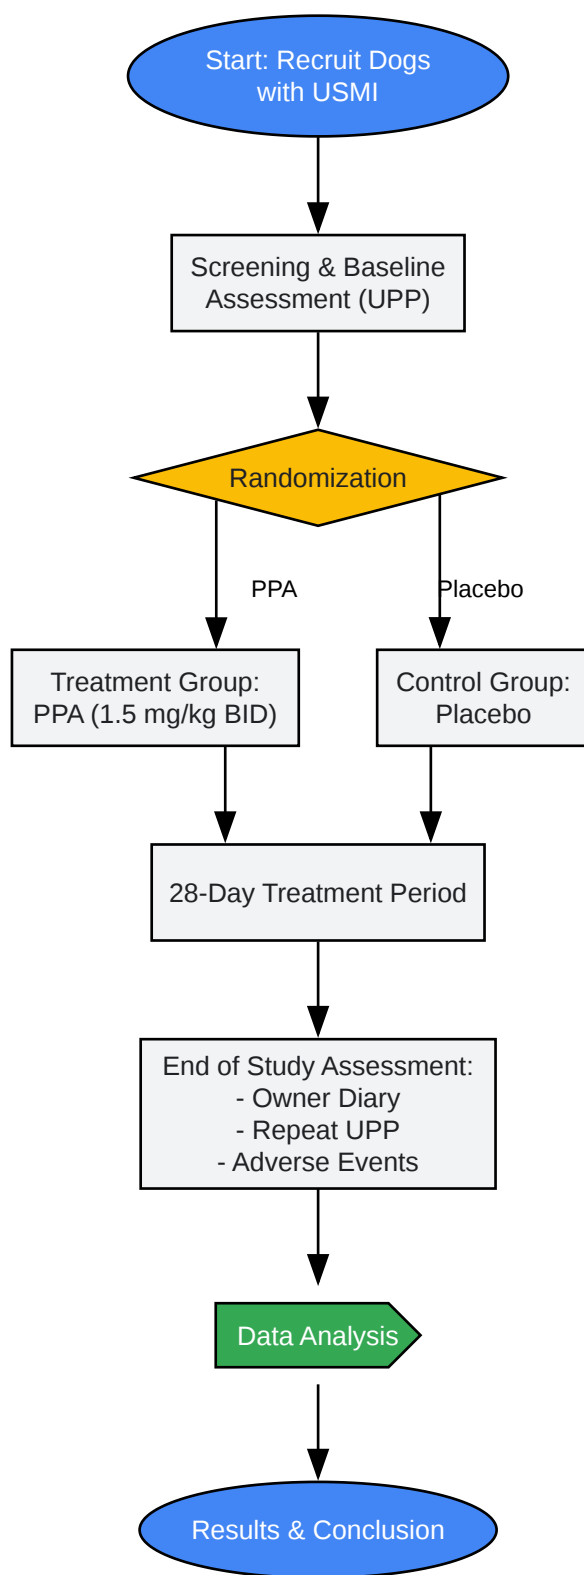 Start: Recruit Dogs
with USMI
Screening & Baseline
Assessment (UPP)
Randomization
PPA
Placebo
Treatment Group:
PPA (1.5 mg/kg BID)
Control Group:
Placebo
28-Day Treatment Period
End of Study Assessment:
- Owner Diary
- Repeat UPP
- Adverse Events
Data Analysis
Results & Conclusion